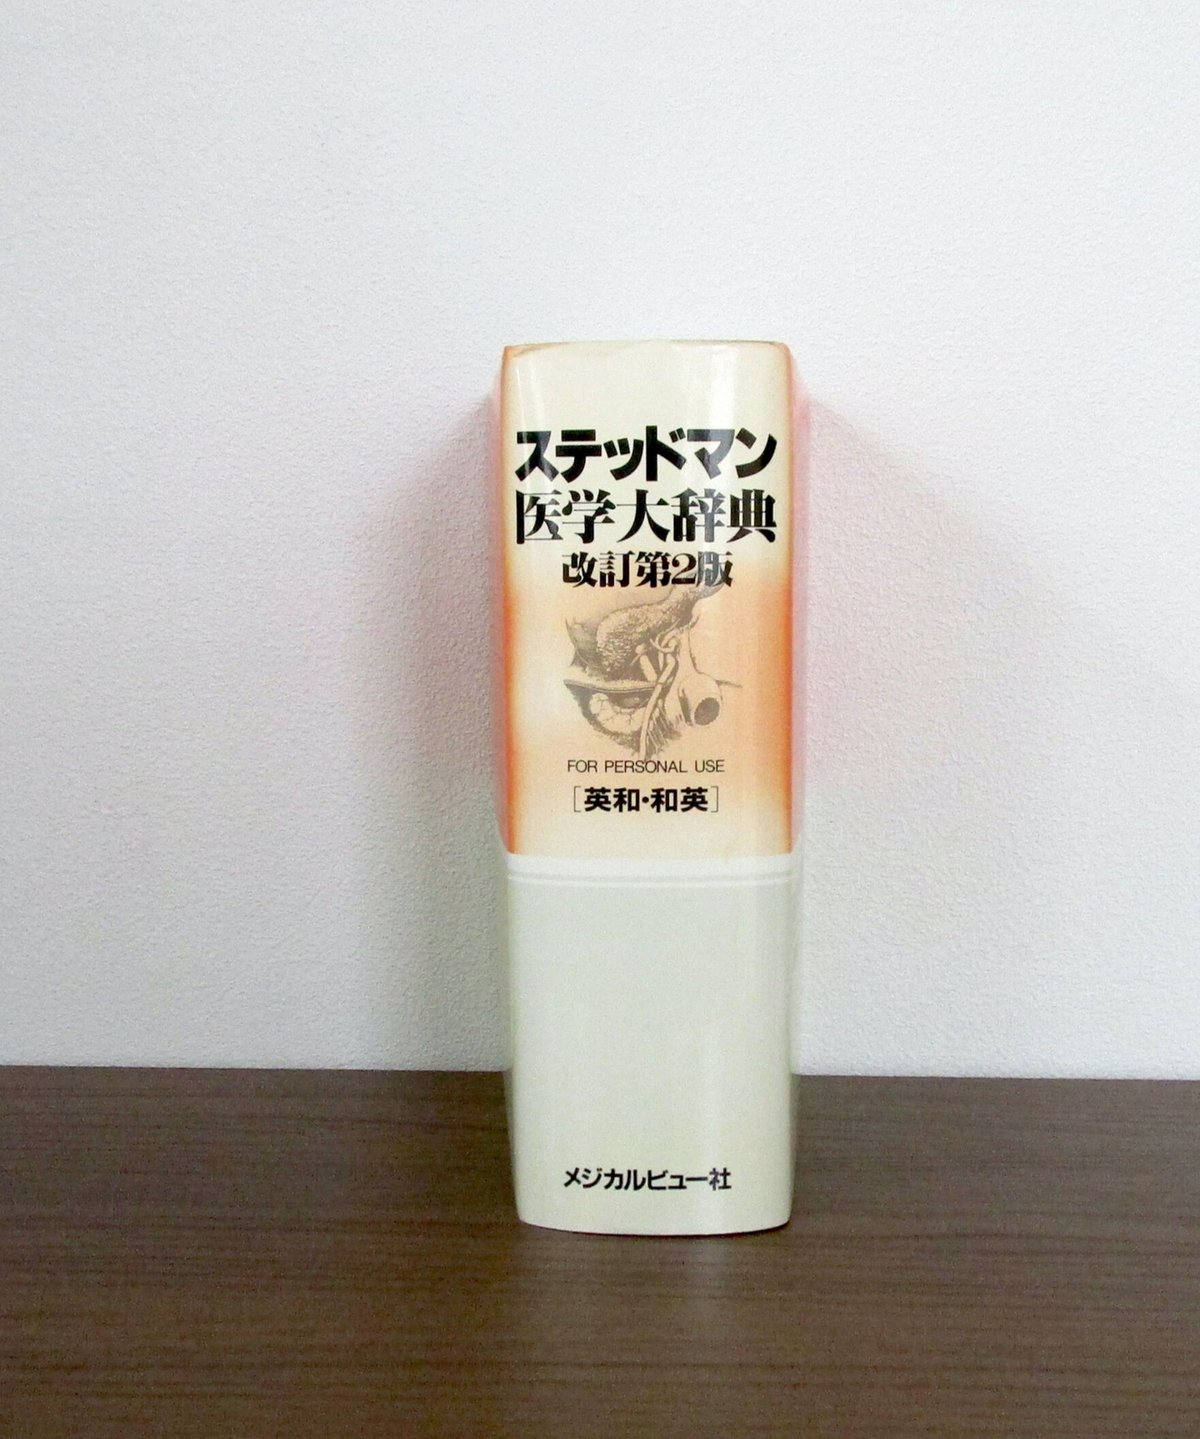 ステッドマン
医学大辞典
改訂第2版
FOR PERSONAL USE
[英和・和英]
メジカルビュー社